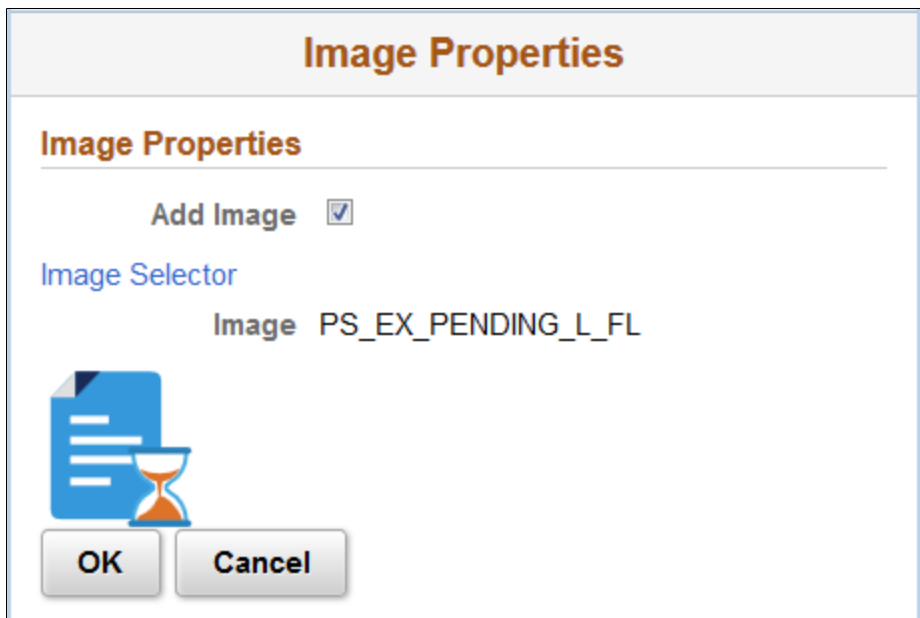 Image Properties
Image Properties
Add Image
Image Selector
Image PS_EX_PENDING_L_FL
OK Cancel